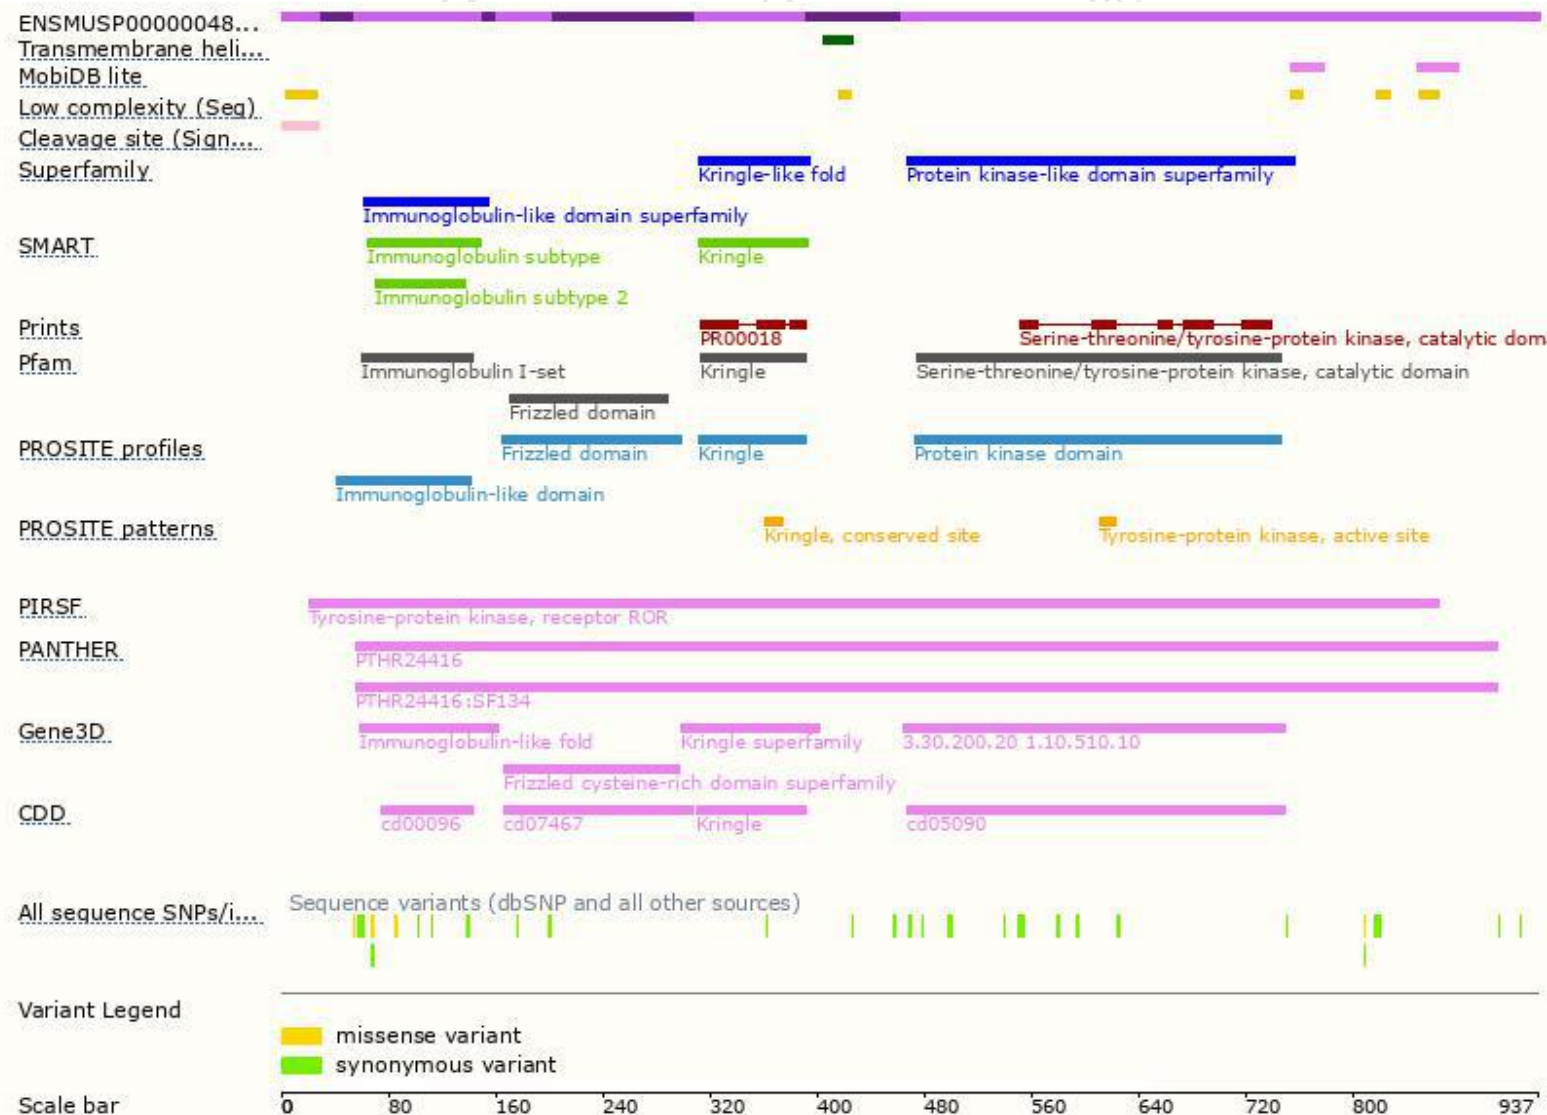 ENSMUSP00000048...
Transmembrane heli...
MobiDB lite
Low complexity (Seg)
Cleavage site (Sign...
Superfamily
Kringle-like fold Protein kinase-like domain superfamily
Immunoglobulin-like domain superfamily
SMART
Immunoglobulin subtype Kringle
Immunoglobulin subtype 2
Prints
PR00018 Serine-threonine/tyrosine-protein kinase, catalytic dom
Pfam
Immunoglobulin I-set Kringle Serine-threonine/tyrosine-protein kinase, catalytic domain
Frizzled domain
PROSITE profiles
Frizzled domain Kringle Protein kinase domain
Immunoglobulin-like domain
PROSITE patterns
Kringle, conserved site Tyrosine-protein kinase, active site
PIRSF
Tyrosine-protein kinase, receptor ROR
PANTHER
PTHR24416
PTHR24416:SF134
Gene3D
Immunoglobulin-like fold Kringle superfamily 3.30.200.20 1.10.510.10
Frizzled cysteine-rich domain superfamily
CDD
cd00096 cd07467 Kringle cd05090
Sequence variants (dbSNP and all other sources)
All sequence SNPs/i...
Variant Legend
missense variant
synonymous variant
Scale bar 0 80 160 240 320 400 480 560 640 720 800 937